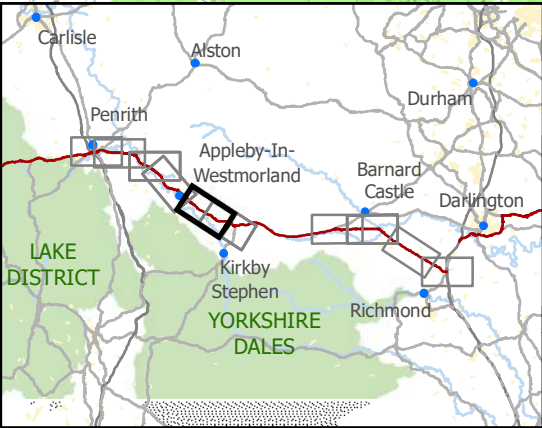 Carlisle
Alston
Durham
Penrith
Appleby-In-
Westmorland
Barnard
Castle
Darlington
LAKE
DISTRICT
Kirkby
Stephen
Richmond
YORKSHIRE
DALES